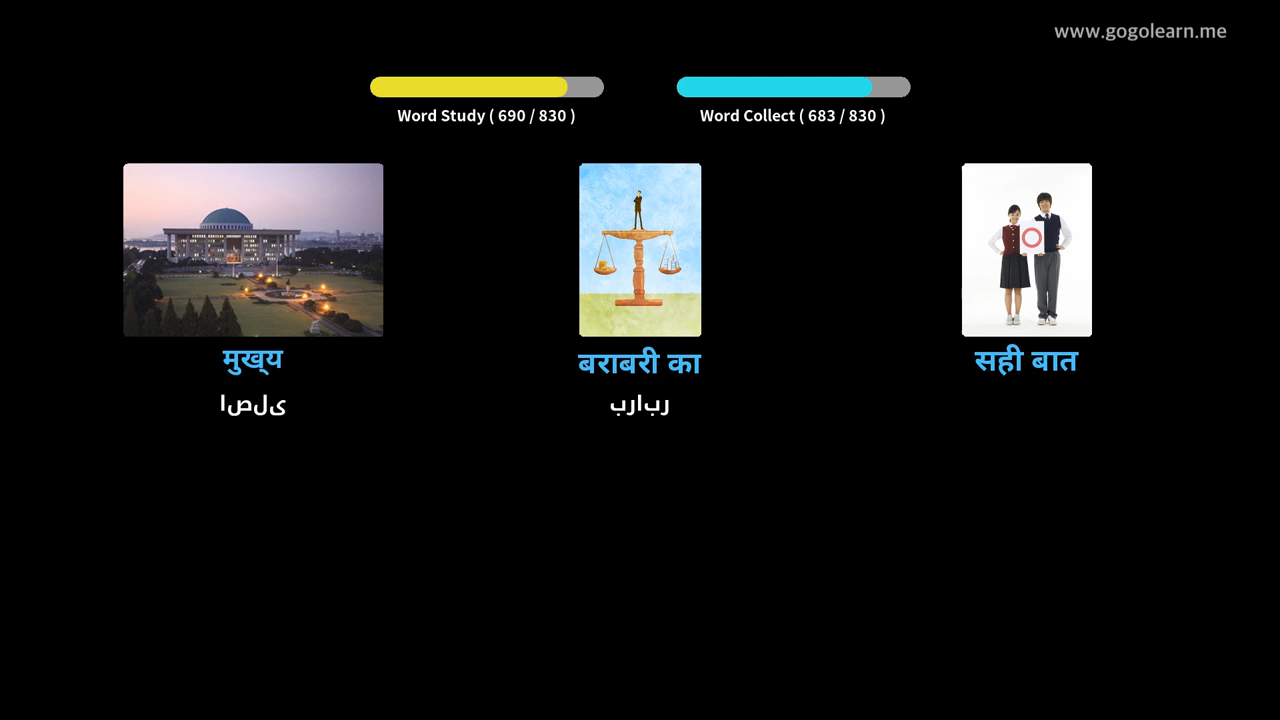 www.gogolearn.me
Word Study ( 690 / 830 )
Word Collect ( 683 / 830 )
मुख्य
बराबरी का
सही बात
اصلی
برابر